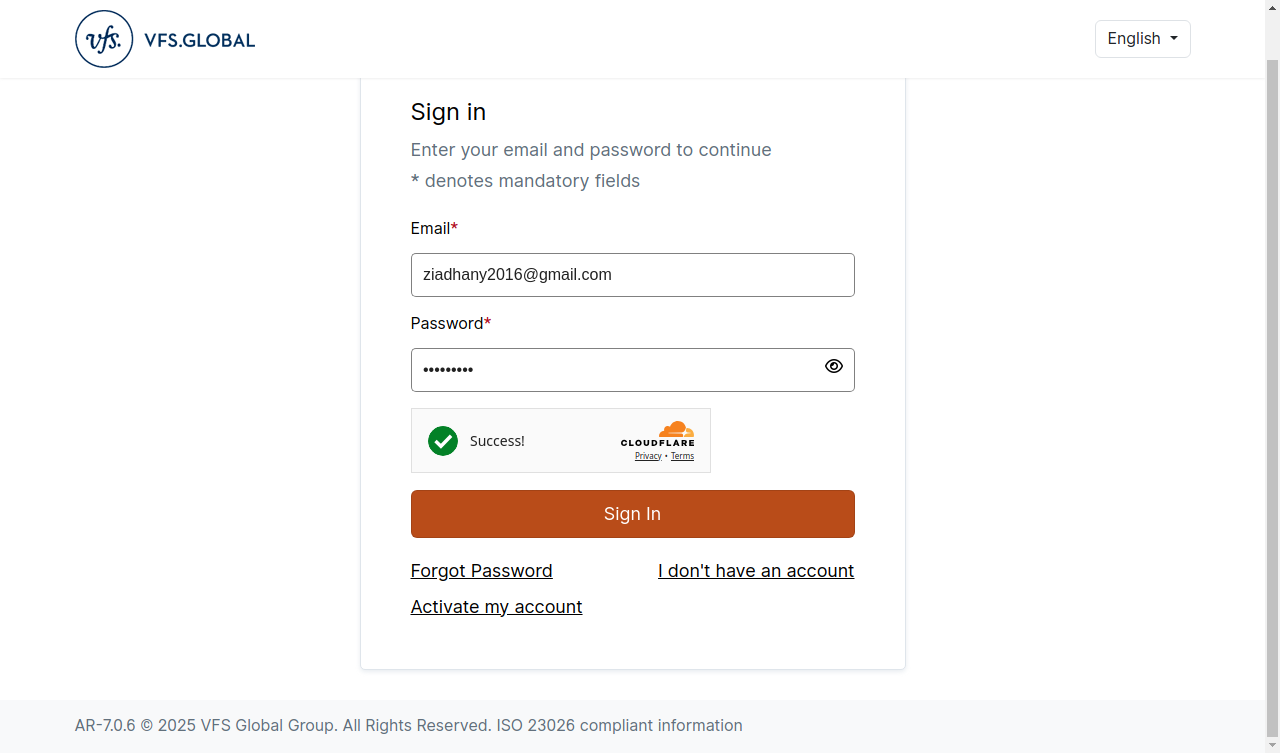 vfs. VFS.GLOBAL
English
Sign in
Enter your email and password to continue
* denotes mandatory fields
Email*
ziadhany2016@gmail.com
Password*
•••••••••
Success!
CLOUDFLARE
Privacy • Terms
Sign In
Forgot Password
I don't have an account
Activate my account
AR-7.0.6 © 2025 VFS Global Group. All Rights Reserved. ISO 23026 compliant information